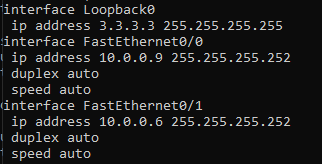 interface Loopback0
ip address 3.3.3.3 255.255.255.255
interface FastEthernet0/0
ip address 10.0.0.9 255.255.255.252
duplex auto
speed auto
interface FastEthernet0/1
ip address 10.0.0.6 255.255.255.252
duplex auto
speed auto